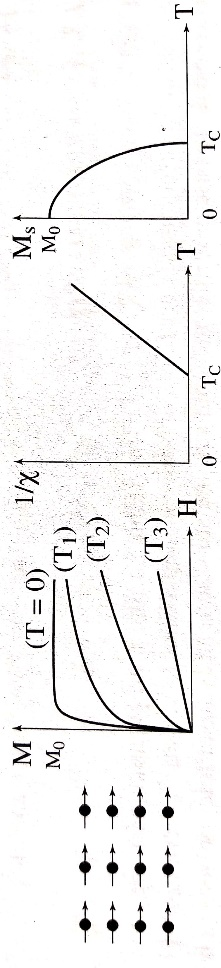 M
M₀
(T = 0)
(T₁)
(T₂)
(T₃)
H
1/χ
0
T_C
T
M_s
M₀
0
T_C
T